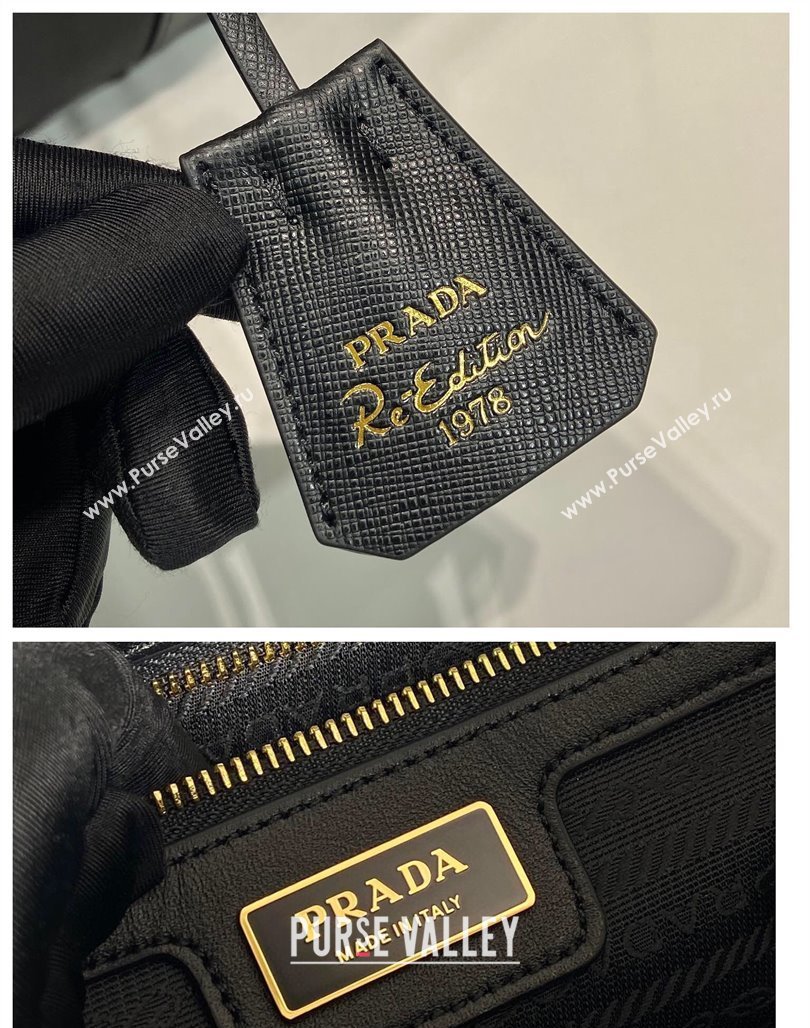 PRADA
Re-Edition
1978
www.PurseValley.ru
www.PurseValley.ru
PRADA
MADE IN ITALY
PURSE VALLEY